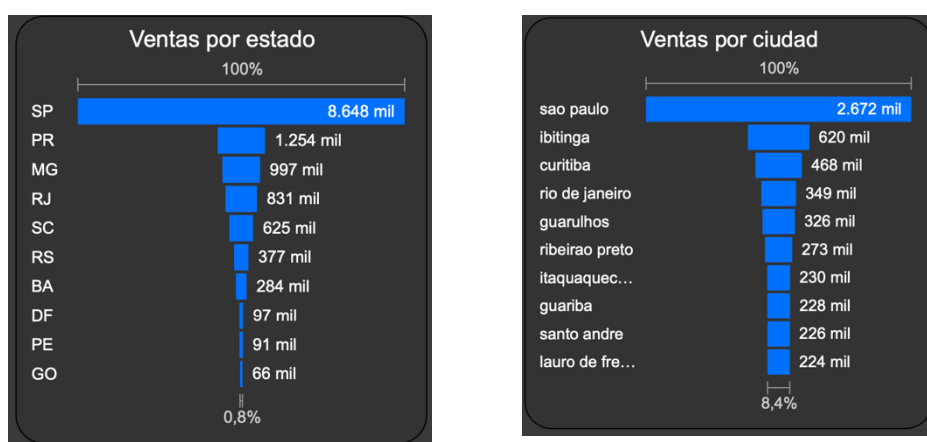 Ventas por estado
100%
SP 8.648 mil
PR 1.254 mil
MG 997 mil
RJ 831 mil
SC 625 mil
RS 377 mil
BA 284 mil
DF 97 mil
PE 91 mil
GO 66 mil
0,8%
Ventas por ciudad
100%
sao paulo 2.672 mil
ibitinga 620 mil
curitiba 468 mil
rio de janeiro 349 mil
guarulhos 326 mil
ribeirao preto 273 mil
itaquaquec… 230 mil
guariba 228 mil
santo andre 226 mil
lauro de fre… 224 mil
8,4%